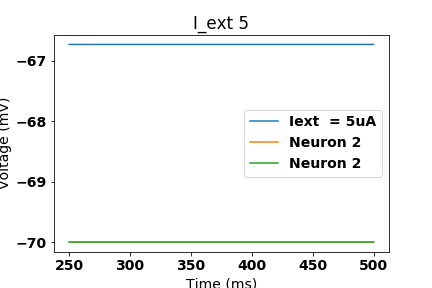 I_ext 5
Voltage (mV)
−67
−68
−69
−70
Iext = 5uA
Neuron 2
Neuron 2
250 300 350 400 450 500
Time (ms)